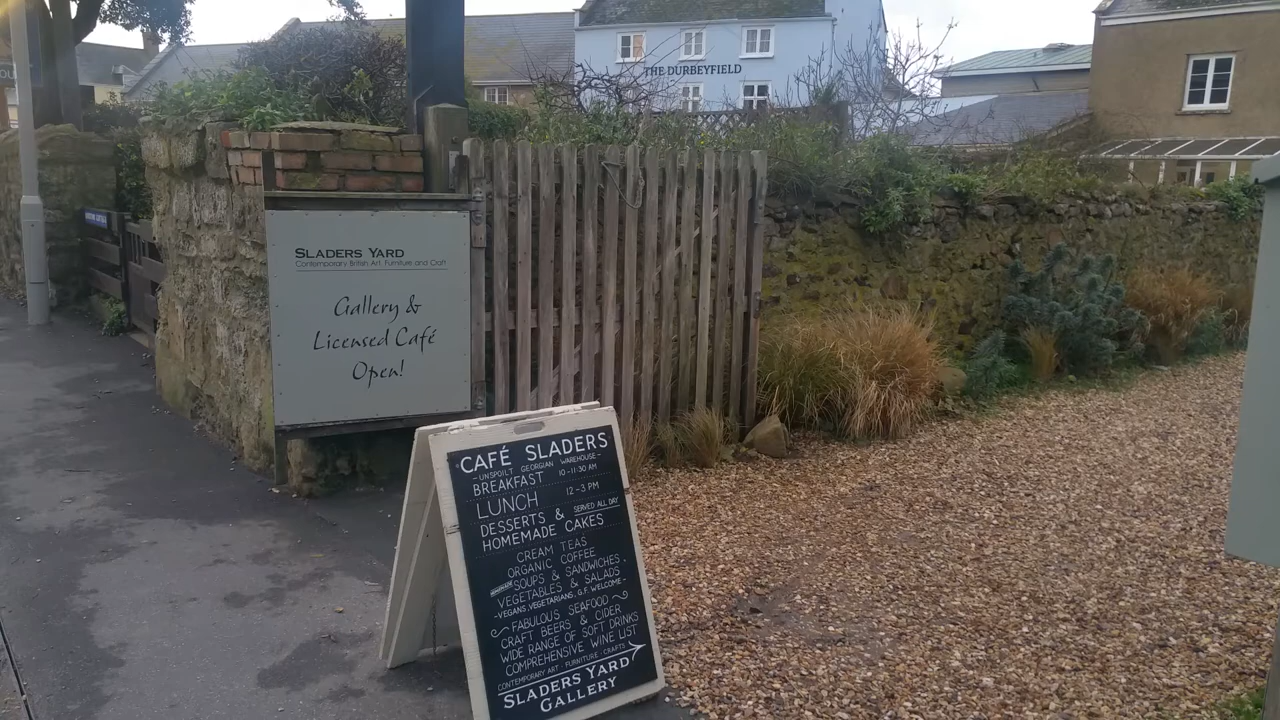 THE DURBEYFIELD
SLADERS YARD
Contemporary British Art, Furniture and Craft
Gallery &
Licensed Café
Open!
CAFÉ SLADERS
-UNSPOILT GEORGIAN WAREHOUSE-
BREAKFAST 10-11:30 AM
LUNCH 12-3 PM
DESSERTS & SERVED ALL DAY
HOMEMADE CAKES
CREAM TEAS
ORGANIC COFFEE
HOMEMADE SOUPS & SANDWICHES
VEGETABLES & SALADS
-VEGANS, VEGETARIANS, G.F. WELCOME-
FABULOUS SEAFOOD
CRAFT BEERS & CIDER
WIDE RANGE OF SOFT DRINKS
COMPREHENSIVE WINE LIST
CONTEMPORARY ART · FURNITURE · CRAFTS
SLADERS YARD
GALLERY